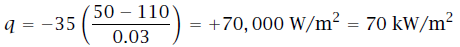 q = −35 (50 − 110 / 0.03) = +70,000 W/m² = 70 kW/m²